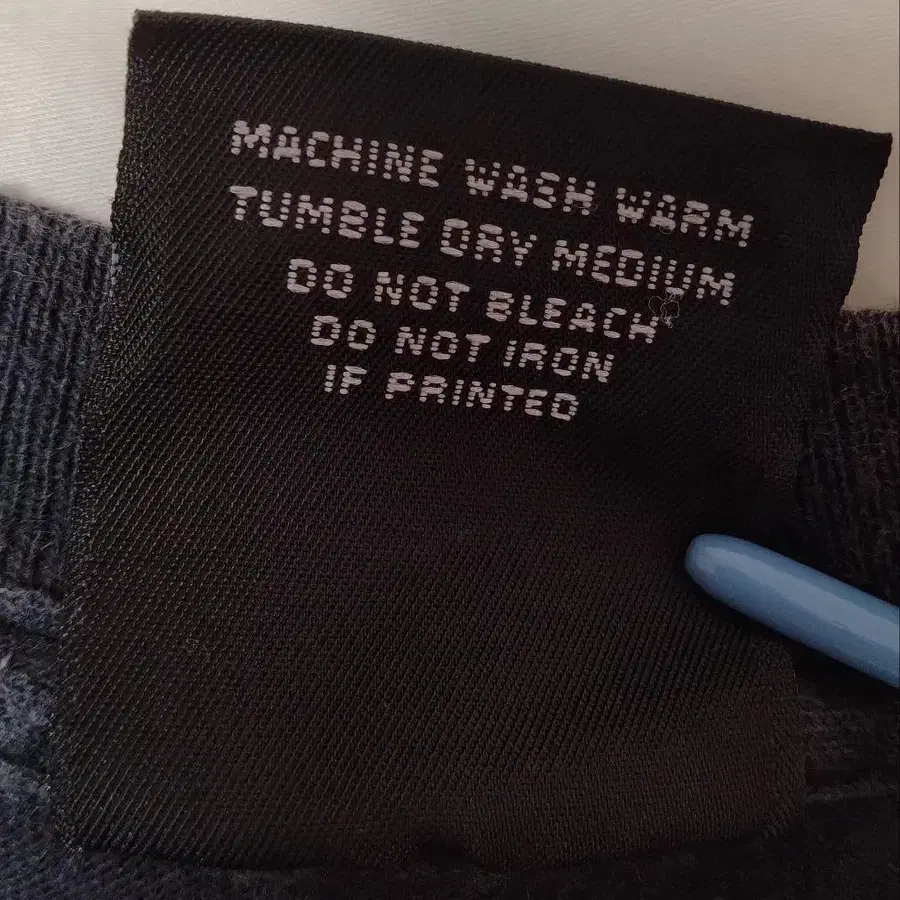 MACHINE WASH WARM
TUMBLE DRY MEDIUM
DO NOT BLEACH
DO NOT IRON
IF PRINTED